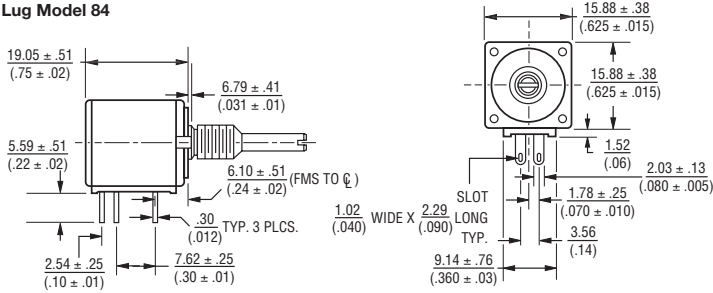 Lug Model 84
19.05 ± .51
(.75 ± .02)
6.79 ± .41
(.031 ± .01)
5.59 ± .51
(.22 ± .02)
6.10 ± .51
(.24 ± .02)
(FMS TO ℄ )
.30
(.012)
TYP. 3 PLCS.
2.54 ± .25
(.10 ± .01)
7.62 ± .25
(.30 ± .01)
15.88 ± .38
(.625 ± .015)
15.88 ± .38
(.625 ± .015)
1.52
(.06)
2.03 ± .13
(.080 ± .005)
SLOT
1.02
(.040)
WIDE X
2.29
(.090)
LONG
TYP.
1.78 ± .25
(.070 ± .010)
3.56
(.14)
9.14 ± .76
(.360 ± .03)